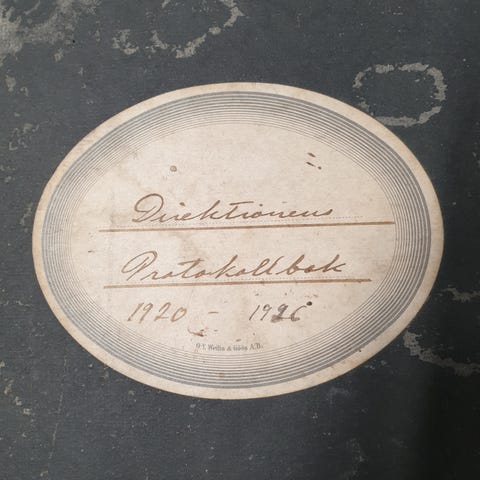 Direktionens
Protokollbok
1920 - 1926